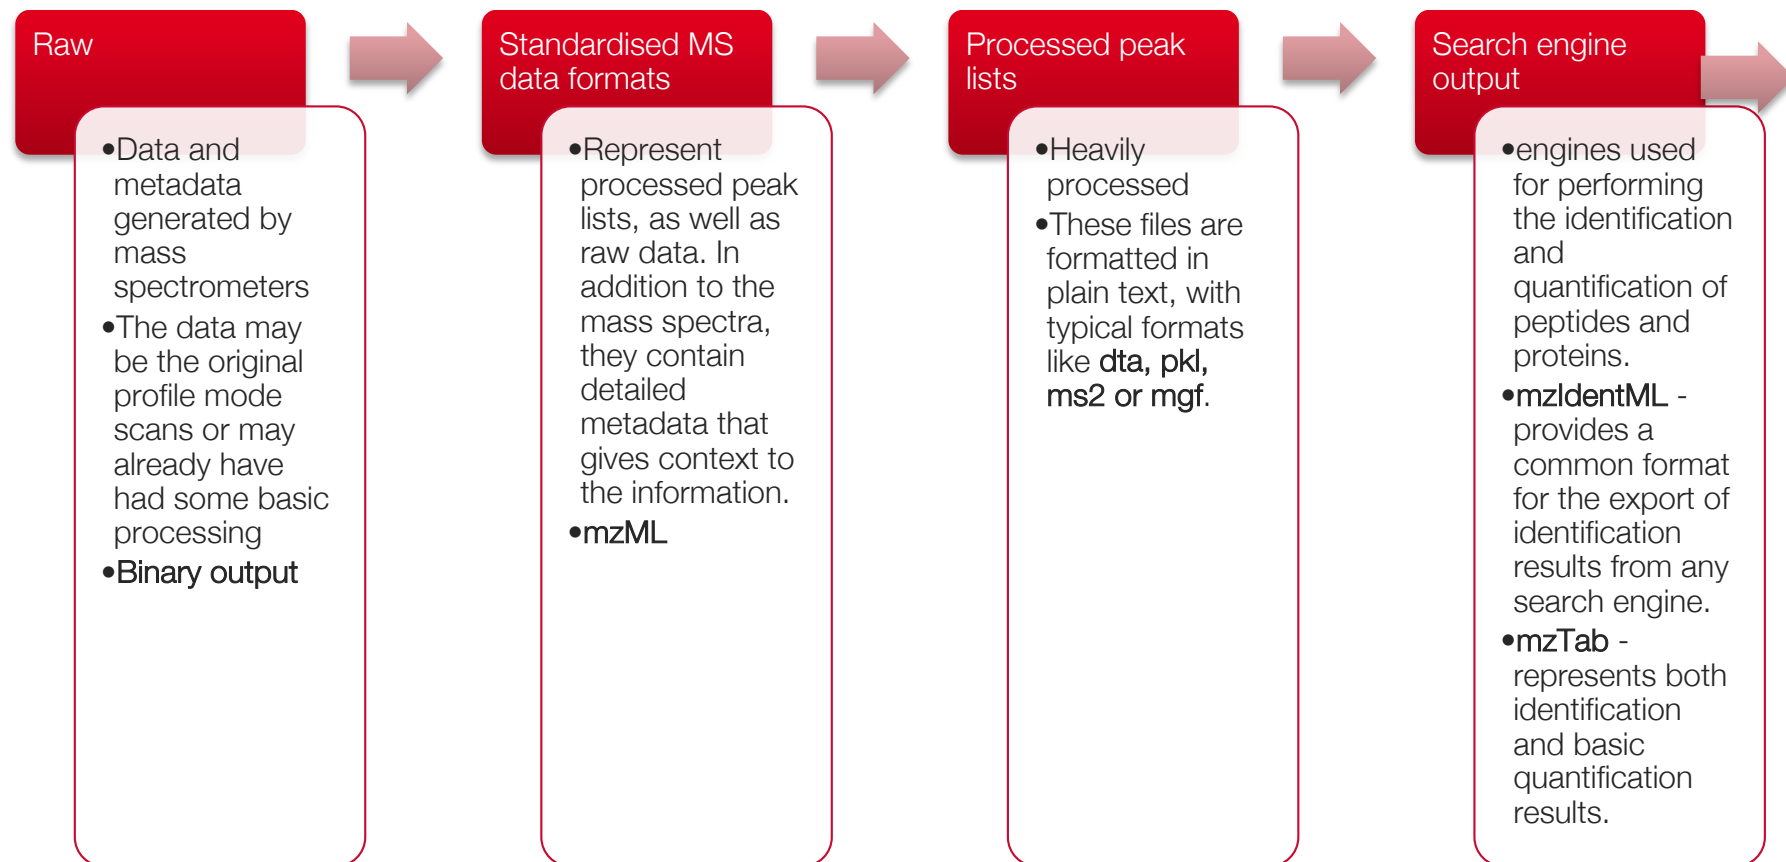 Raw
•Data and
metadata
generated by
mass
spectrometers
•The data may
be the original
profile mode
scans or may
already have
had some basic
processing
•Binary output
Standardised MS
data formats
•Represent
processed peak
lists, as well as
raw data. In
addition to the
mass spectra,
they contain
detailed
metadata that
gives context to
the information.
•mzML
Processed peak
lists
•Heavily
processed
•These files are
formatted in
plain text, with
typical formats
like dta, pkl,
ms2 or mgf.
Search engine
output
•engines used
for performing
the identification
and
quantification of
peptides and
proteins.
•mzIdentML -
provides a
common format
for the export of
identification
results from any
search engine.
•mzTab -
represents both
identification
and basic
quantification
results.